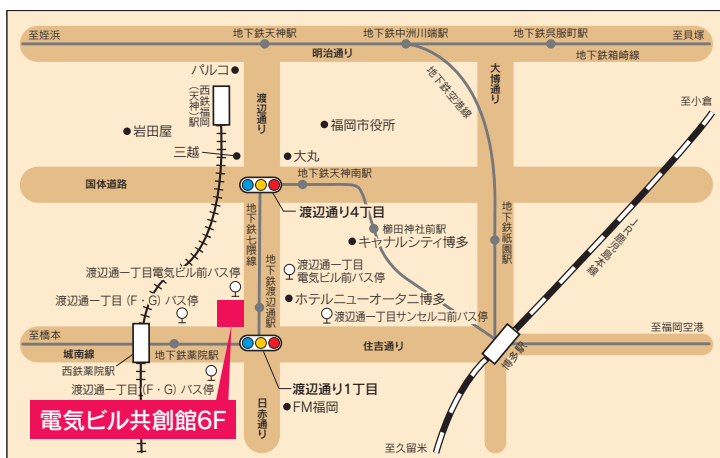 至姪浜
地下鉄天神駅
地下鉄中洲川端駅
地下鉄呉服町駅
至貝塚
明治通り
地下鉄箱崎線
パルコ
西鉄福岡
(天神)駅
渡辺通り
地下鉄空港線
大博通り
至小倉
岩田屋
福岡市役所
三越
大丸
国体道路
地下鉄天神南駅
渡辺通り4丁目
櫛田神社前駅
キャナルシティ博多
地下鉄祇園駅
JR鹿児島本線
地下鉄七隈線
地下鉄渡辺通駅
渡辺通一丁目
電気ビル前バス停
渡辺通一丁目電気ビル前バス停
渡辺通一丁目(F・G)バス停
ホテルニューオータニ博多
渡辺通一丁目サンセルコ前バス停
至橋本
至福岡空港
城南線
地下鉄薬院駅
住吉通り
博多駅
西鉄薬院駅
渡辺通一丁目(F・G)バス停
渡辺通り1丁目
電気ビル共創館6F
日赤通り
FM福岡
至久留米